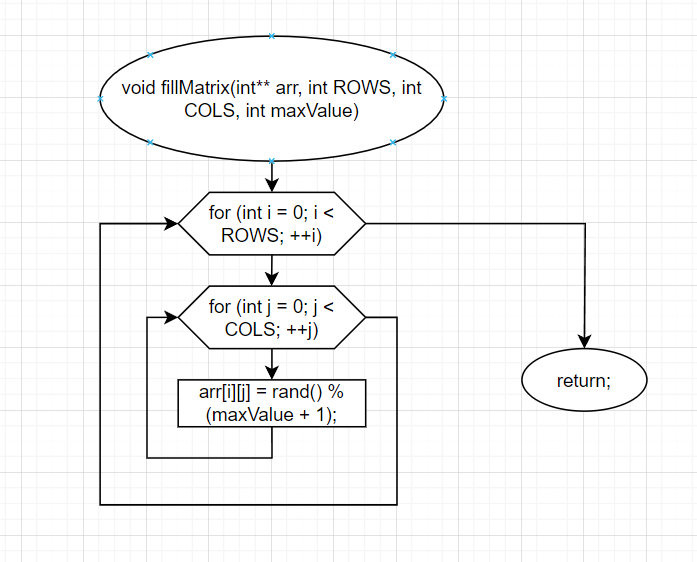 void fillMatrix(int** arr, int ROWS, int
COLS, int maxValue)
for (int i = 0; i <
ROWS; ++i)
for (int j = 0; j <
COLS; ++j)
arr[i][j] = rand() %
(maxValue + 1);
return;